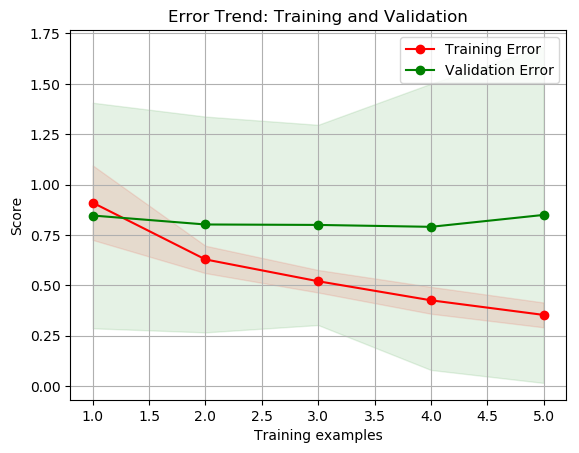 Error Trend: Training and Validation
1.75
1.50
1.25
1.00
0.75
0.50
0.25
0.00
Score
Training Error
Validation Error
1.0 1.5 2.0 2.5 3.0 3.5 4.0 4.5 5.0
Training examples